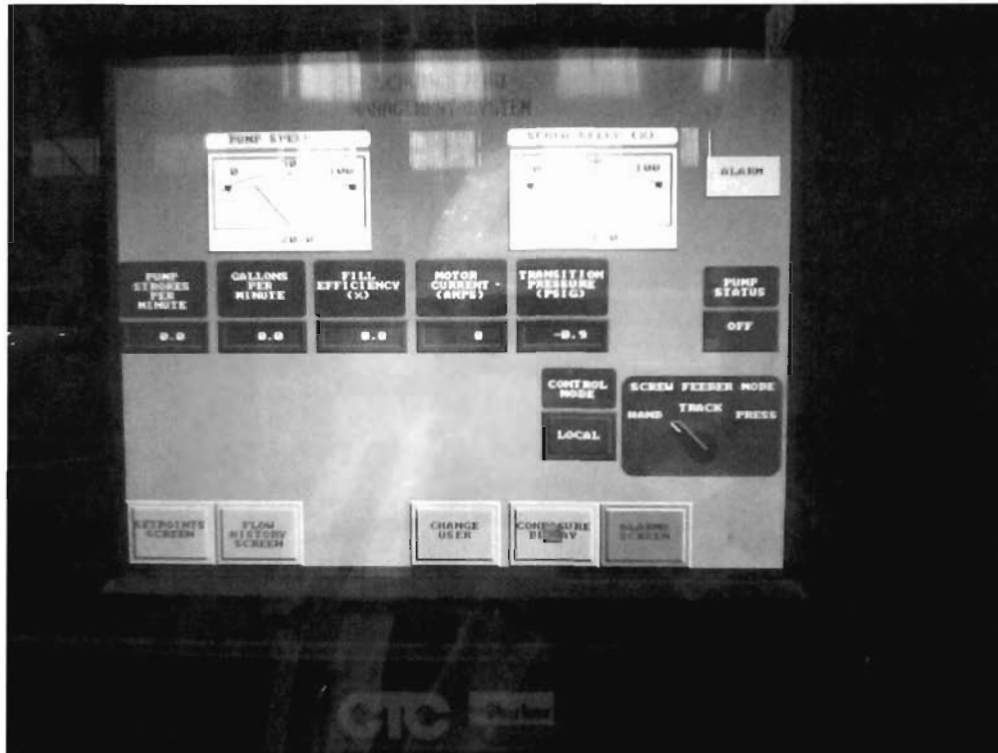 MANAGEMENT SYSTEM
PUMP SPEED
0 50 100
SCREW SPEED (%)
100
ALARM
PUMP STROKES PER MINUTE
0.0
GALLONS PER MINUTE
0.0
FILL EFFICIENCY (%)
0.0
MOTOR CURRENT (AMPS)
0
TRANSITION PRESSURE (PSIG)
-0.9
PUMP STATUS
OFF
CONTROL MODE
LOCAL
SCREW FEEDER MODE
HAND TRACK PRESS
SETPOINTS SCREEN
FLOW HISTORY SCREEN
CHANGE USER
CONFIGURE DISPLAY
ALARMS SCREEN
CTC Parker